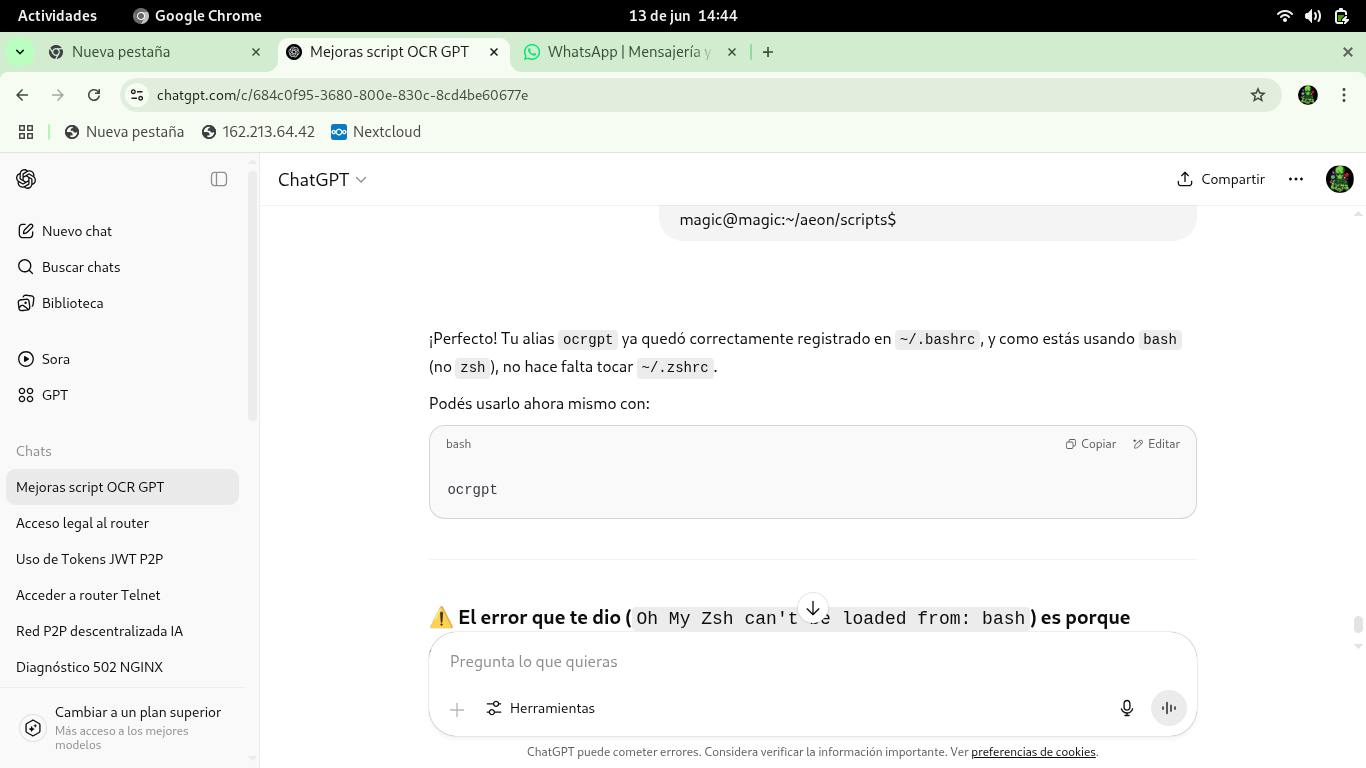 Actividades
Google Chrome
13 de jun 14:44
Nueva pestaña
Mejoras script OCR GPT
WhatsApp | Mensajería y
chatgpt.com/c/684c0f95-3680-800e-830c-8cd4be60677e
Nueva pestaña
162.213.64.42
Nextcloud
ChatGPT
Compartir
Nuevo chat
Buscar chats
Biblioteca
Sora
GPT
Chats
Mejoras script OCR GPT
Acceso legal al router
Uso de Tokens JWT P2P
Acceder a router Telnet
Red P2P descentralizada IA
Diagnóstico 502 NGINX
Cambiar a un plan superior
Más acceso a los mejores
modelos
magic@magic:~/aeon/scripts$
¡Perfecto! Tu alias ocrgpt ya quedó correctamente registrado en ~/.bashrc, y como estás usando bash
(no zsh), no hace falta tocar ~/.zshrc.
Podés usarlo ahora mismo con:
bash
Copiar
Editar
ocrgpt
⚠️ El error que te dio (Oh My Zsh can't be loaded from: bash) es porque
Pregunta lo que quieras
Herramientas
ChatGPT puede cometer errores. Considera verificar la información importante. Ver preferencias de cookies.